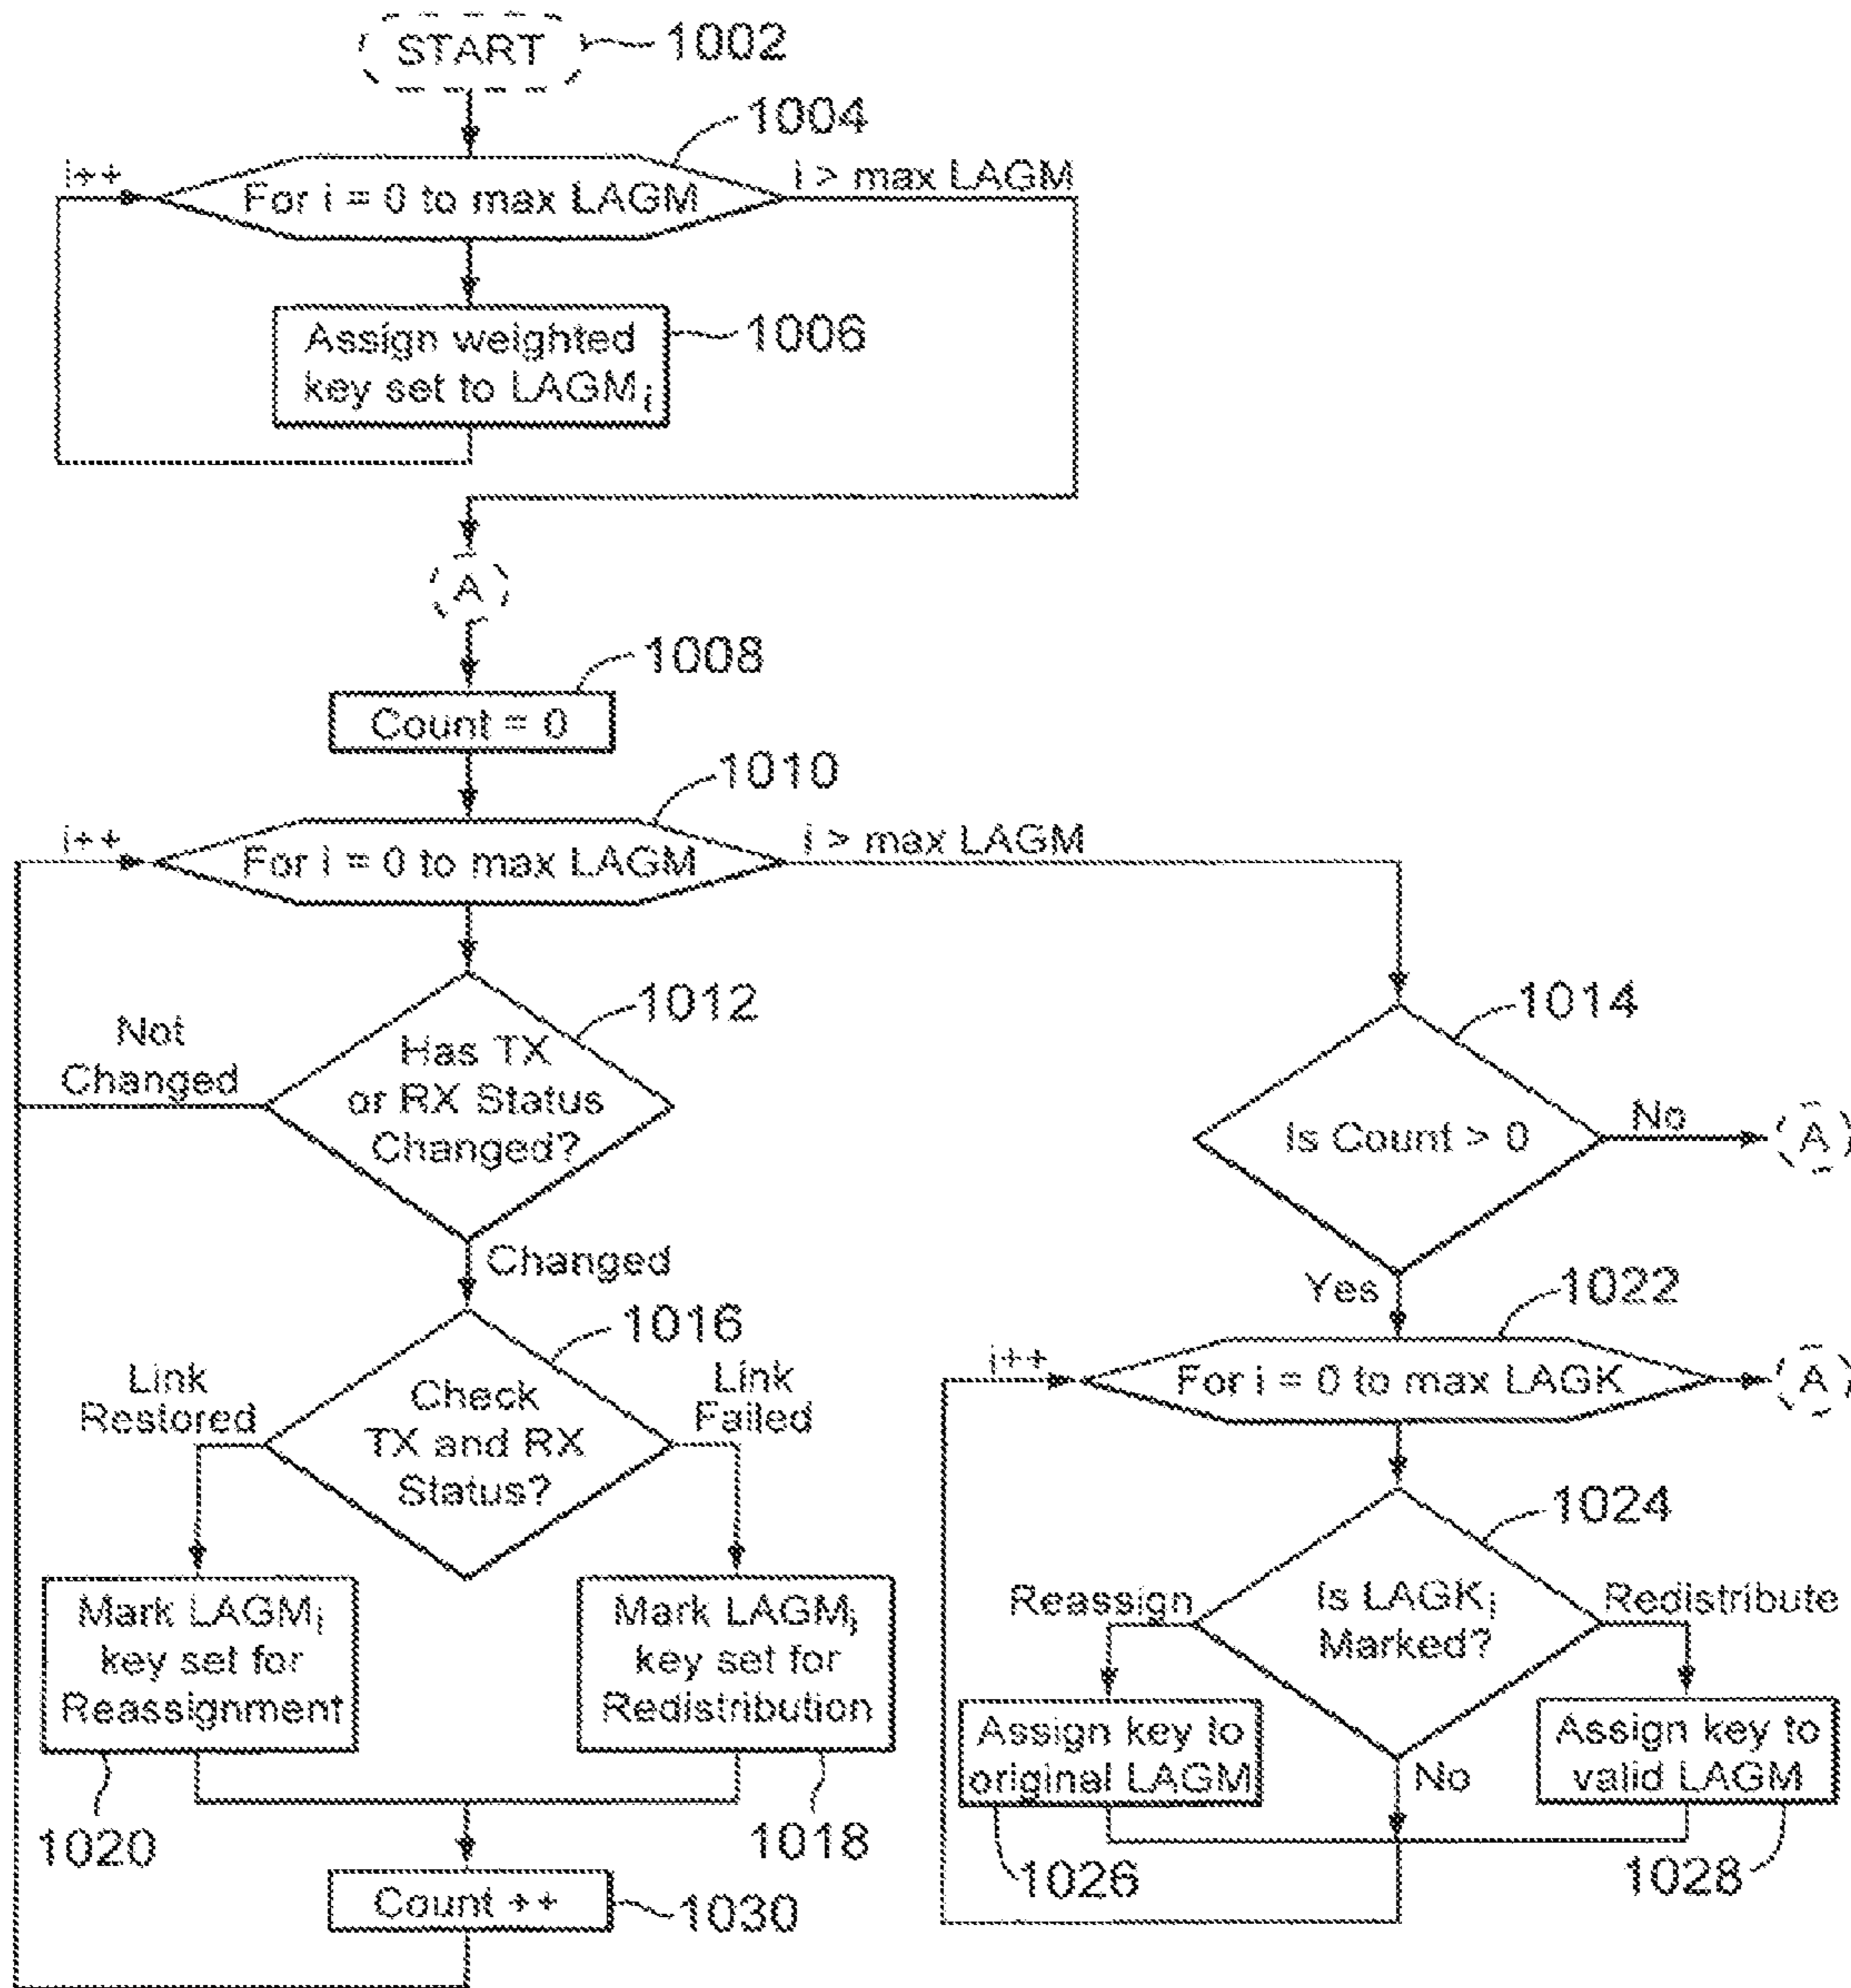 START
1002
1004
i++
For i = 0 to max LAGM
i > max LAGM
Assign weighted
key set to LAGMi
1006
A
1008
Count = 0
1010
i++
For i = 0 to max LAGM
i > max LAGM
1012
Not
Changed
Has TX
or RX Status
Changed?
Changed
1014
Is Count > 0
No
A
Yes
1016
Link
Restored
Check
TX and RX
Status?
Link
Failed
1022
i++
For i = 0 to max LAGK
A
1024
Reassign
Is LAGKi
Marked?
Redistribute
No
Mark LAGMi
key set for
Reassignment
1020
Mark LAGMi
key set for
Redistribution
1018
Assign key to
original LAGM
1026
Assign key to
valid LAGM
1028
Count ++
1030